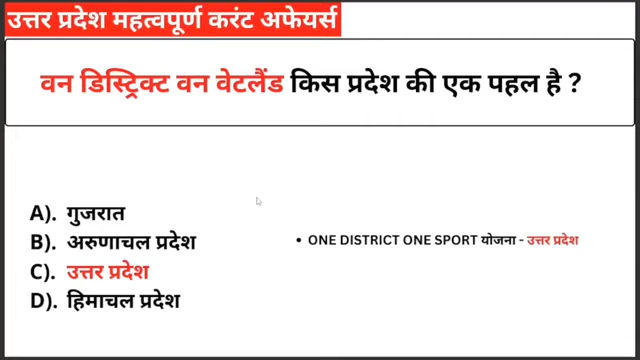 उत्तर प्रदेश महत्वपूर्ण करंट अफेयर्स
वन डिस्ट्रिक्ट वन वेटलैंड किस प्रदेश की एक पहल है ?
A). गुजरात
B). अरुणाचल प्रदेश
• ONE DISTRICT ONE SPORT योजना - उत्तर प्रदेश
C). उत्तर प्रदेश
D). हिमाचल प्रदेश